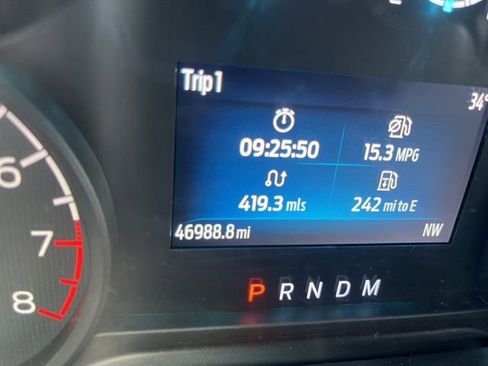 Trip 1
34°
09:25:50
15.3 MPG
419.3 mls
242 mi to E
46988.8 mi
NW
P R N D M
6
7
8